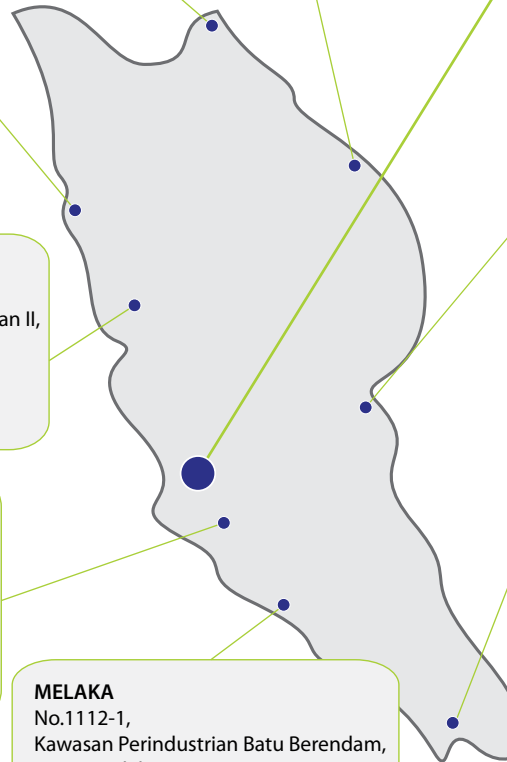 an II,
MELAKA
No.1112-1,
Kawasan Perindustrian Batu Berendam,